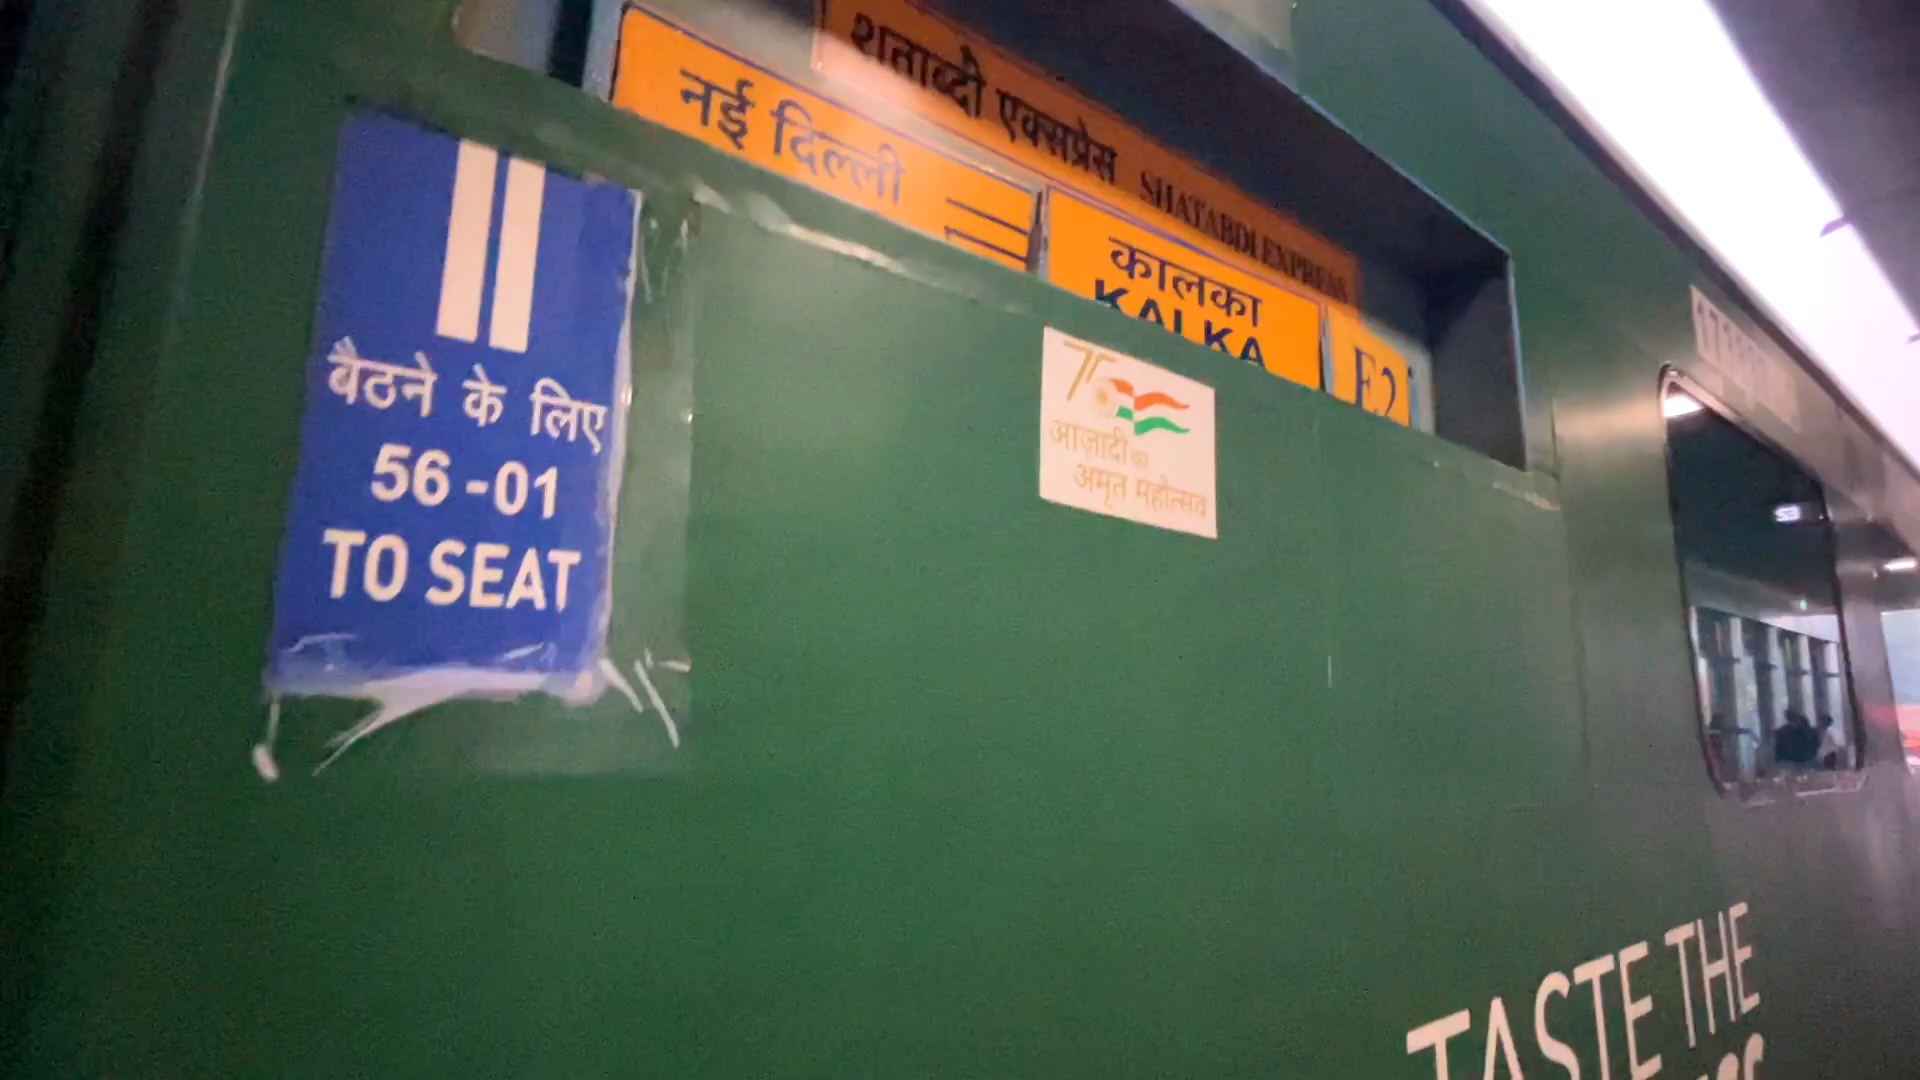 शताब्दी एक्सप्रेस SHATABDI EXPRESS
नई दिल्ली
कालका
KALKA
E2
बैठने के लिए
56-01
TO SEAT
75
आज़ादी का
अमृत महोत्सव
TASTE THE